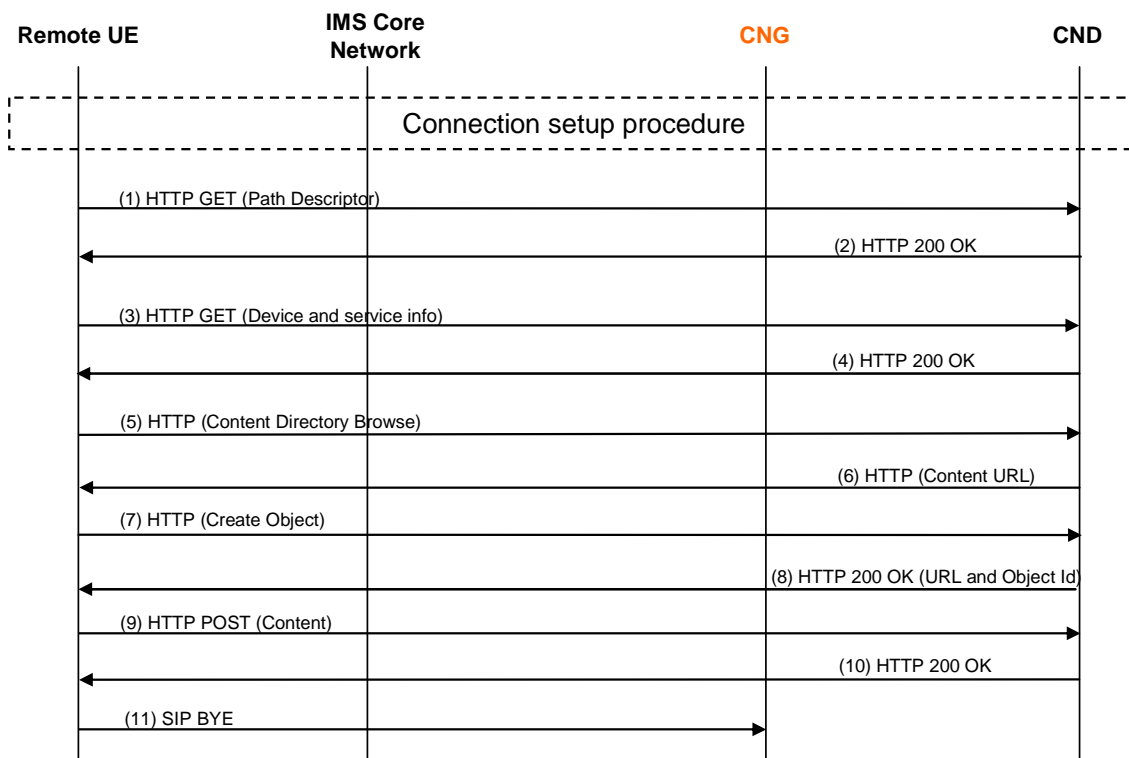 Remote UE
IMS Core
Network
CNG
CND
Connection setup procedure
(1) HTTP GET (Path Descriptor)
(2) HTTP 200 OK
(3) HTTP GET (Device and service info)
(4) HTTP 200 OK
(5) HTTP (Content Directory Browse)
(6) HTTP (Content URL)
(7) HTTP (Create Object)
(8) HTTP 200 OK (URL and Object Id)
(9) HTTP POST (Content)
(10) HTTP 200 OK
(11) SIP BYE